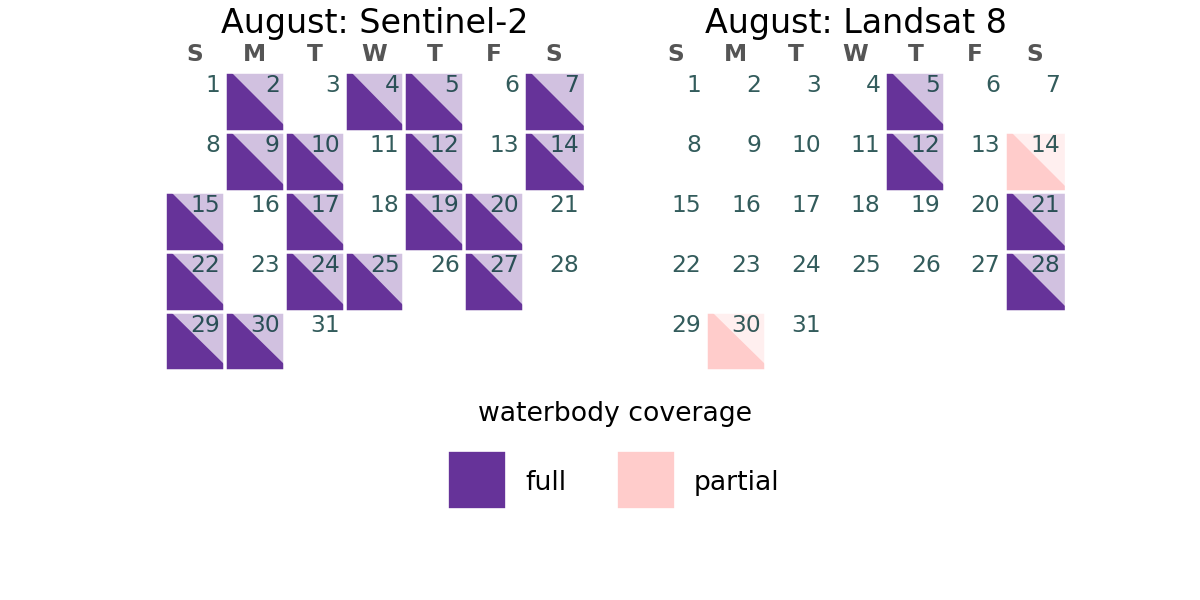 August: Sentinel-2
S M T W T F S
1 2 3 4 5 6 7
8 9 10 11 12 13 14
15 16 17 18 19 20 21
22 23 24 25 26 27 28
29 30 31
August: Landsat 8
S M T W T F S
1 2 3 4 5 6 7
8 9 10 11 12 13 14
15 16 17 18 19 20 21
22 23 24 25 26 27 28
29 30 31
waterbody coverage
full partial